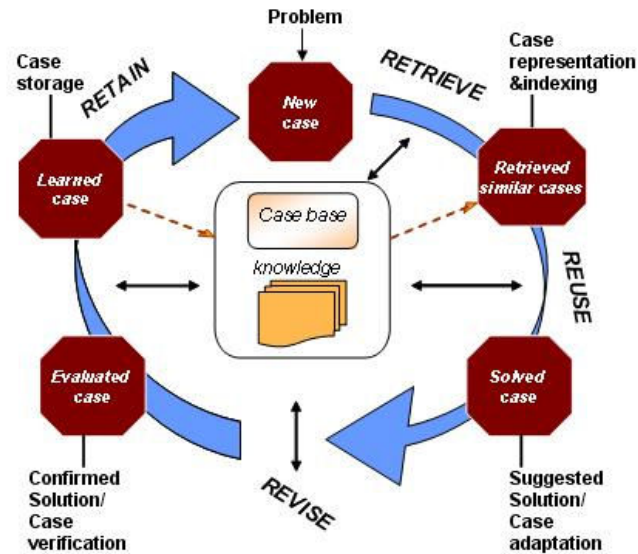 Problem
Case
storage
RETAIN
New
case
RETRIEVE
Case
representation
&indexing
Learned
case
Retrieved
similar cases
Case base
knowledge
REUSE
Evaluated
case
Solved
case
REVISE
Confirmed
Solution/
Case
verification
Suggested
Solution/
Case
adaptation